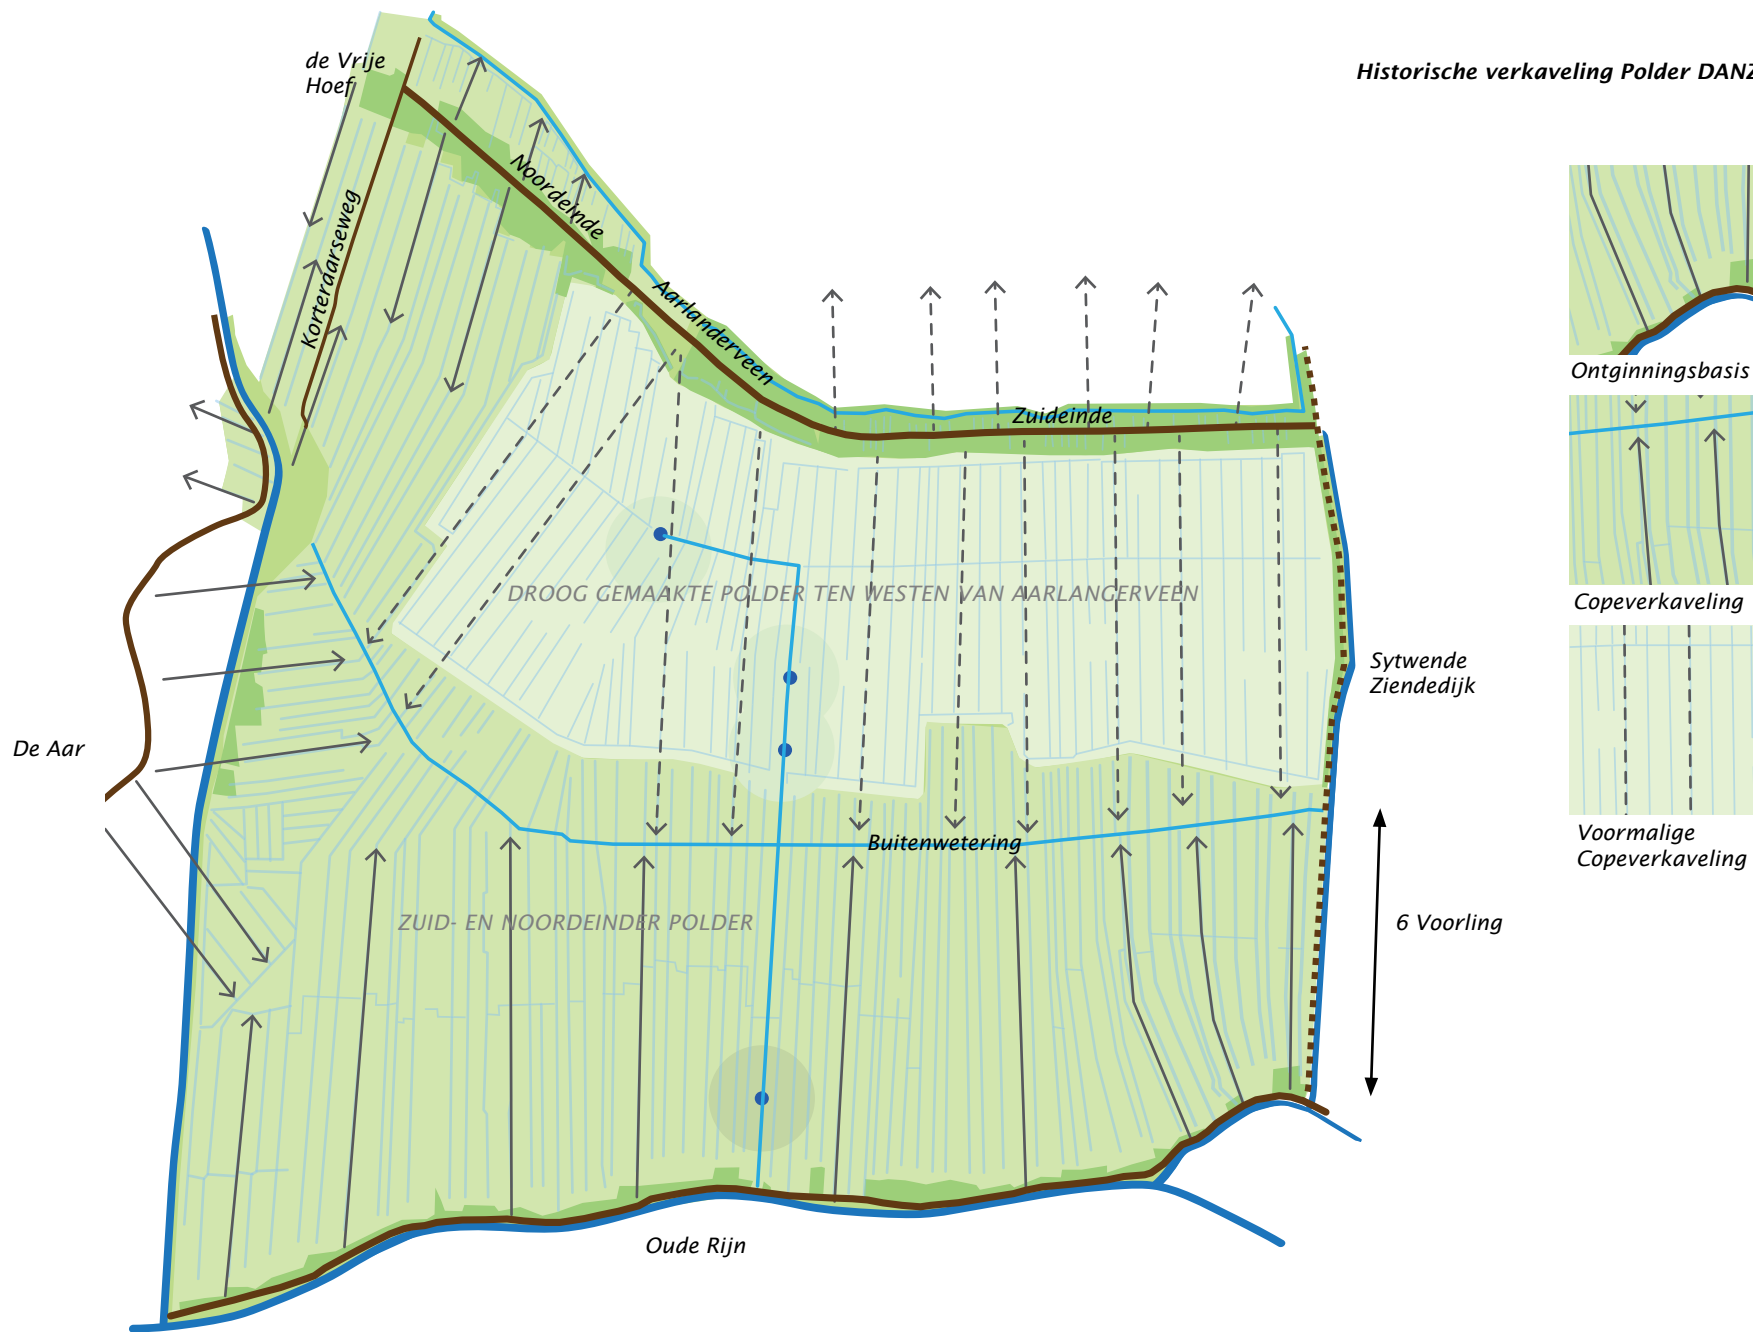 de Vrije
Hoef
Historische verkaveling Polder DANZ
Noordeinde
Korteraarseweg
Aarlanderveen
Zuideinde
Ontginningsbasis
DROOG GEMAAKTE POLDER TEN WESTEN VAN AARLANGERVEEN
Copeverkaveling
Sytwende
Ziendedijk
De Aar
Buitenwetering
Voormalige
Copeverkaveling
ZUID- EN NOORDEINDER POLDER
6 Voorling
Oude Rijn